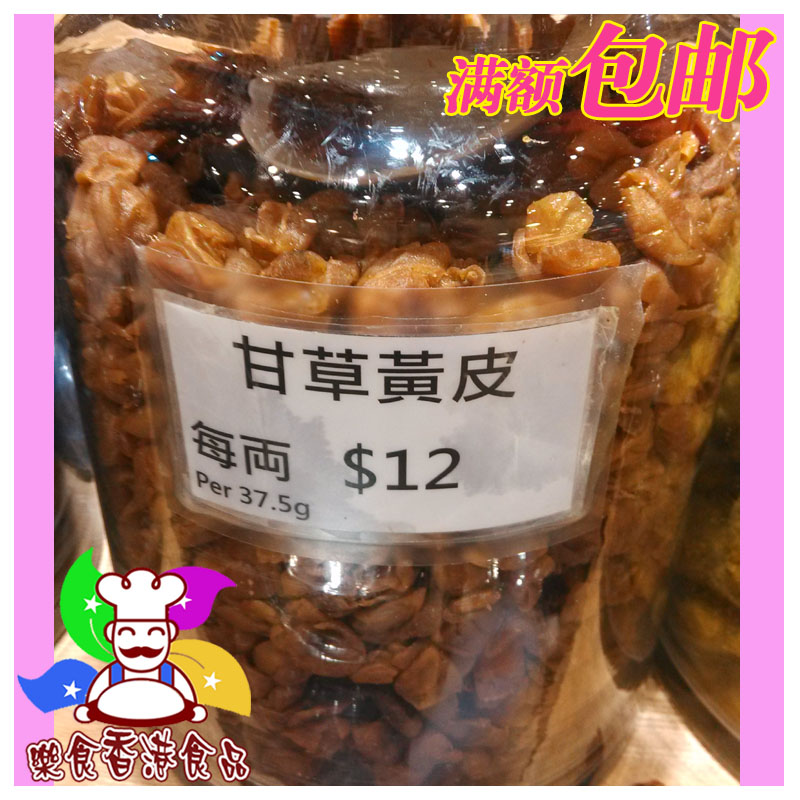 满额包邮
甘草黃皮
每両 $12
Per 37.5g
樂食香港食品